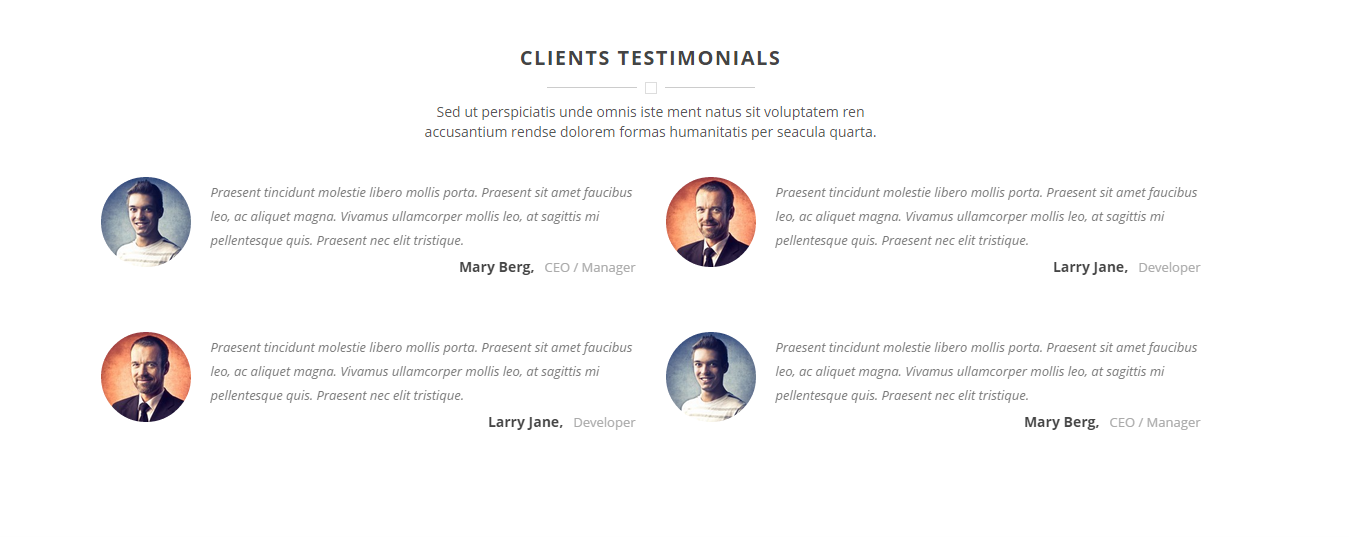 CLIENTS TESTIMONIALS
Sed ut perspiciatis unde omnis iste ment natus sit voluptatem ren
accusantium rendse dolorem formas humanitatis per seacula quarta.
Praesent tincidunt molestie libero mollis porta. Praesent sit amet faucibus
leo, ac aliquet magna. Vivamus ullamcorper mollis leo, at sagittis mi
pellentesque quis. Praesent nec elit tristique.
Mary Berg, CEO / Manager
Praesent tincidunt molestie libero mollis porta. Praesent sit amet faucibus
leo, ac aliquet magna. Vivamus ullamcorper mollis leo, at sagittis mi
pellentesque quis. Praesent nec elit tristique.
Larry Jane, Developer
Praesent tincidunt molestie libero mollis porta. Praesent sit amet faucibus
leo, ac aliquet magna. Vivamus ullamcorper mollis leo, at sagittis mi
pellentesque quis. Praesent nec elit tristique.
Larry Jane, Developer
Praesent tincidunt molestie libero mollis porta. Praesent sit amet faucibus
leo, ac aliquet magna. Vivamus ullamcorper mollis leo, at sagittis mi
pellentesque quis. Praesent nec elit tristique.
Mary Berg, CEO / Manager